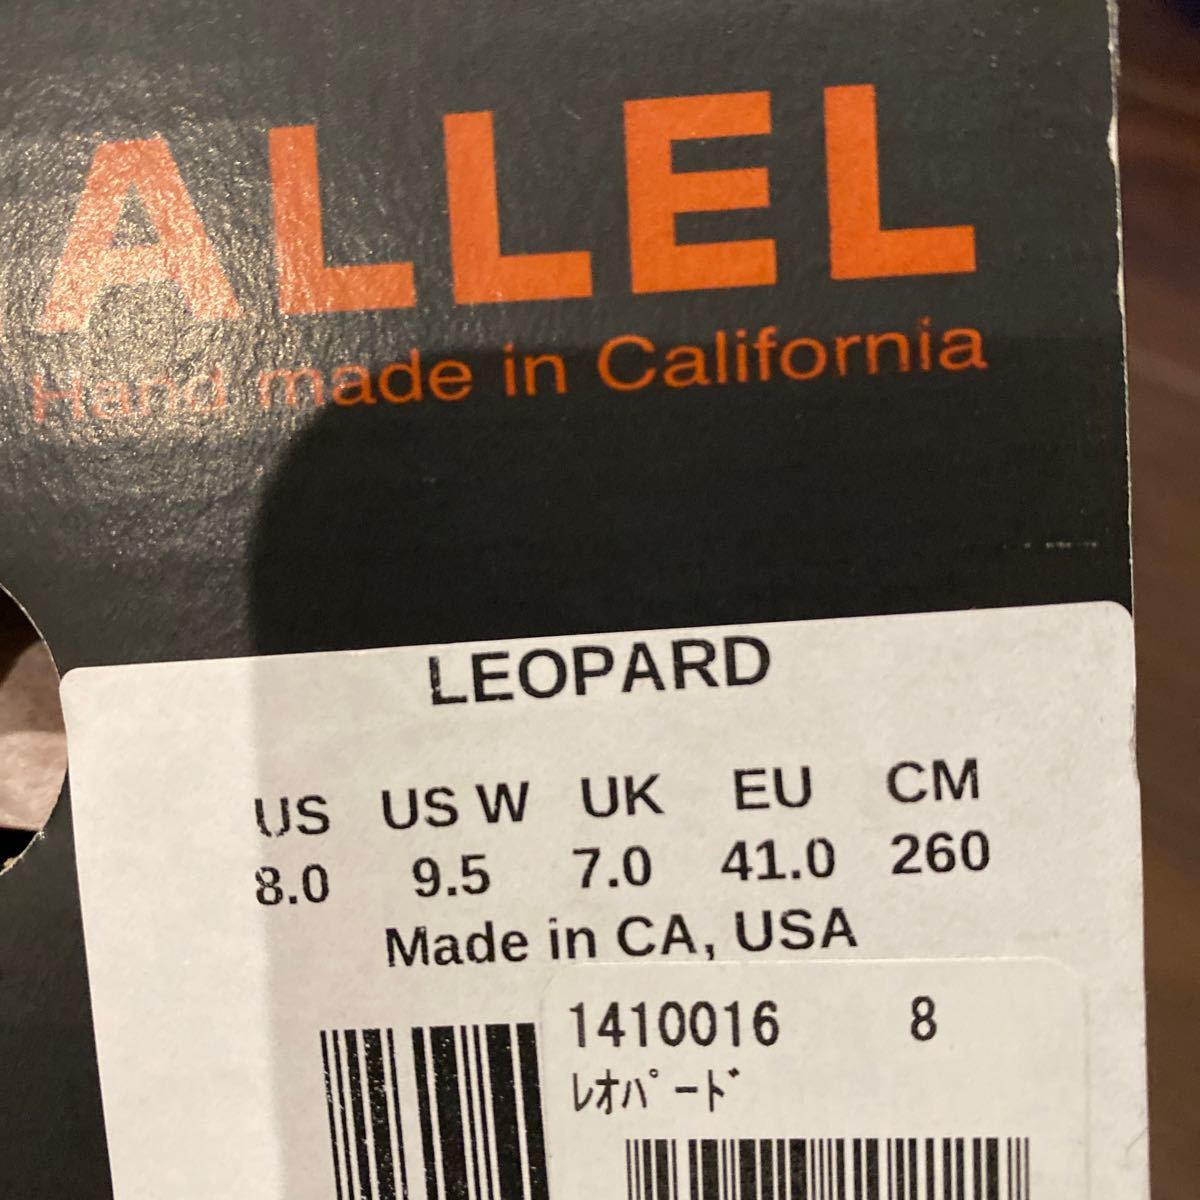 ALLEL
Hand made in California
LEOPARD
US US W UK EU CM
8.0 9.5 7.0 41.0 260
Made in CA, USA
1410016 8
ﾚｵﾊﾟｰﾄﾞ